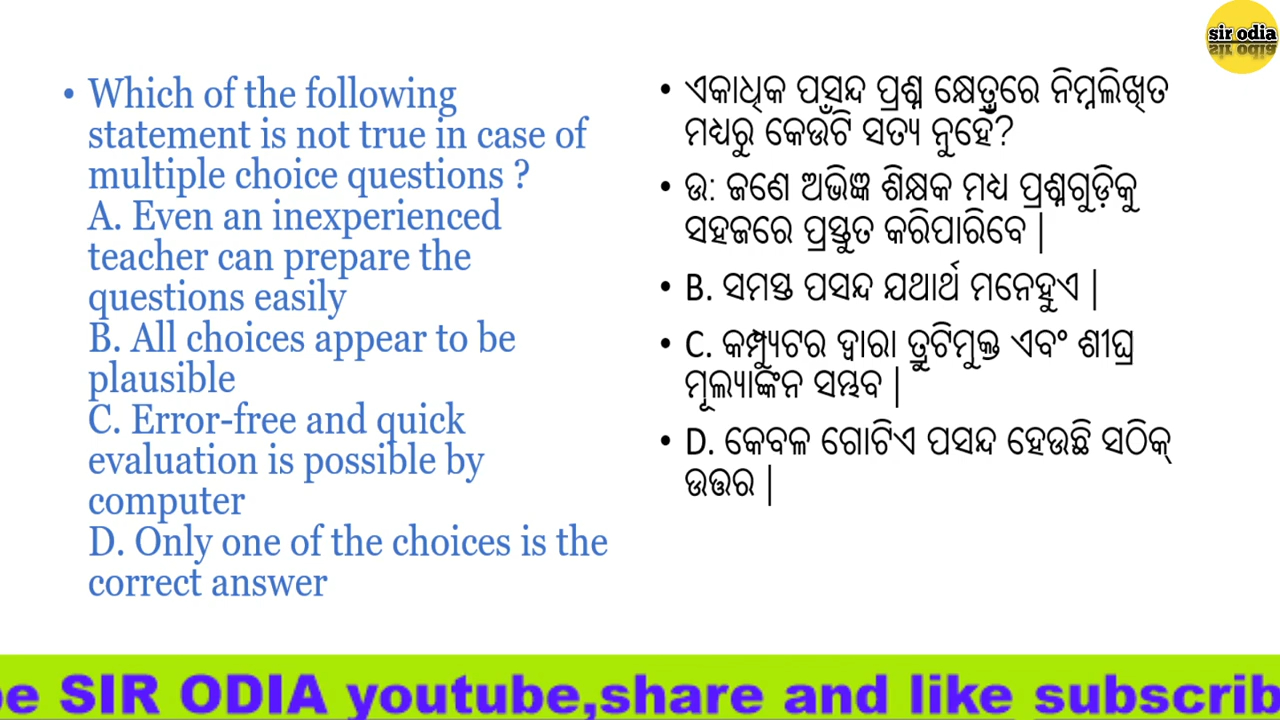 sir odia
• Which of the following
statement is not true in case of
multiple choice questions ?
A. Even an inexperienced
teacher can prepare the
questions easily
B. All choices appear to be
plausible
C. Error-free and quick
evaluation is possible by
computer
D. Only one of the choices is the
correct answer
• ଏକାଧିକ ପସନ୍ଦ ପ୍ରଶ୍ନ କ୍ଷେତ୍ରରେ ନିମ୍ନଲିଖିତ
ମଧ୍ୟରୁ କେଉଁଟି ସତ୍ୟ ନୁହେଁ?
• ଉ: ଜଣେ ଅଭିଜ୍ଞ ଶିକ୍ଷକ ମଧ୍ୟ ପ୍ରଶ୍ନଗୁଡ଼ିକୁ
ସହଜରେ ପ୍ରସ୍ତୁତ କରିପାରିବେ |
• B. ସମସ୍ତ ପସନ୍ଦ ଯଥାର୍ଥ ମନେହୁଏ |
• C. କମ୍ପ୍ୟୁଟର ଦ୍ୱାରା ତ୍ରୁଟିମୁକ୍ତ ଏବଂ ଶୀଘ୍ର
ମୂଲ୍ୟାଙ୍କନ ସମ୍ଭବ |
• D. କେବଳ ଗୋଟିଏ ପସନ୍ଦ ହେଉଛି ସଠିକ୍
ଉତ୍ତର |
be SIR ODIA youtube,share and like subscrib